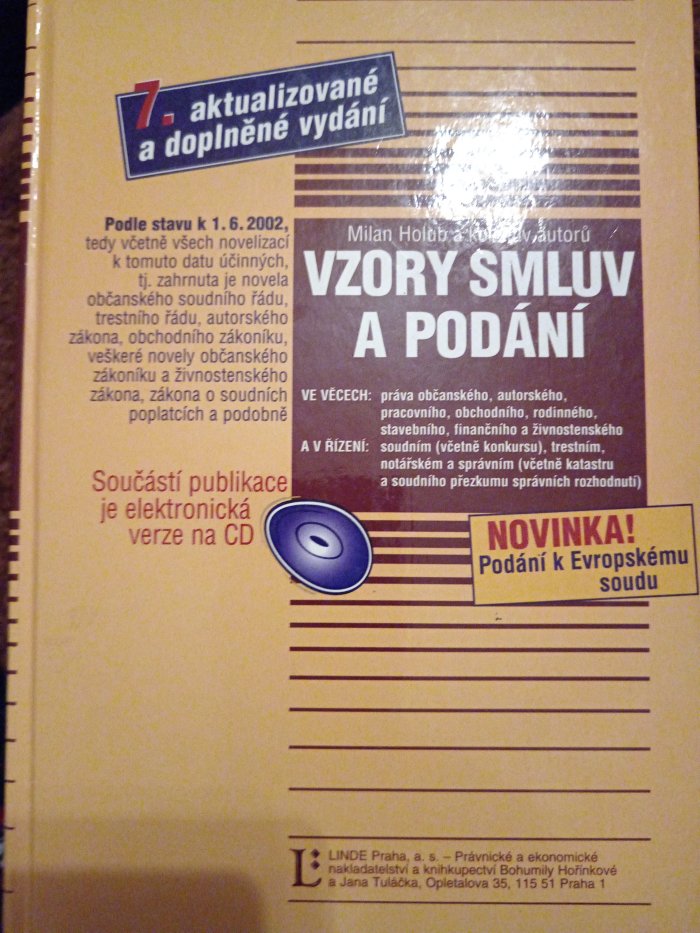 7. aktualizované
a doplněné vydání
Podle stavu k 1. 6. 2002,
tedy včetně všech novelizací
k tomuto datu účinných,
tj. zahrnuta je novela
občanského soudního řádu,
trestního řádu, autorského
zákona, obchodního zákoníku,
veškeré novely občanského
zákoníku a živnostenského
zákona, zákona o soudních
poplatcích a podobně
Součástí publikace
je elektronická
verze na CD
Milan Holub a kolektiv autorů
VZORY SMLUV
A PODÁNÍ
VE VĚCECH: práva občanského, autorského,
pracovního, obchodního, rodinného,
stavebního, finančního a živnostenského
A V ŘÍZENÍ: soudním (včetně konkursu), trestním,
notářském a správním (včetně katastru
a soudního přezkumu správních rozhodnutí)
NOVINKA!
Podání k Evropskému
soudu
L:
LINDE Praha, a. s. – Právnické a ekonomické
nakladatelství a knihkupectví Bohumily Hořínkové
a Jana Tuláčka, Opletalova 35, 115 51 Praha 1